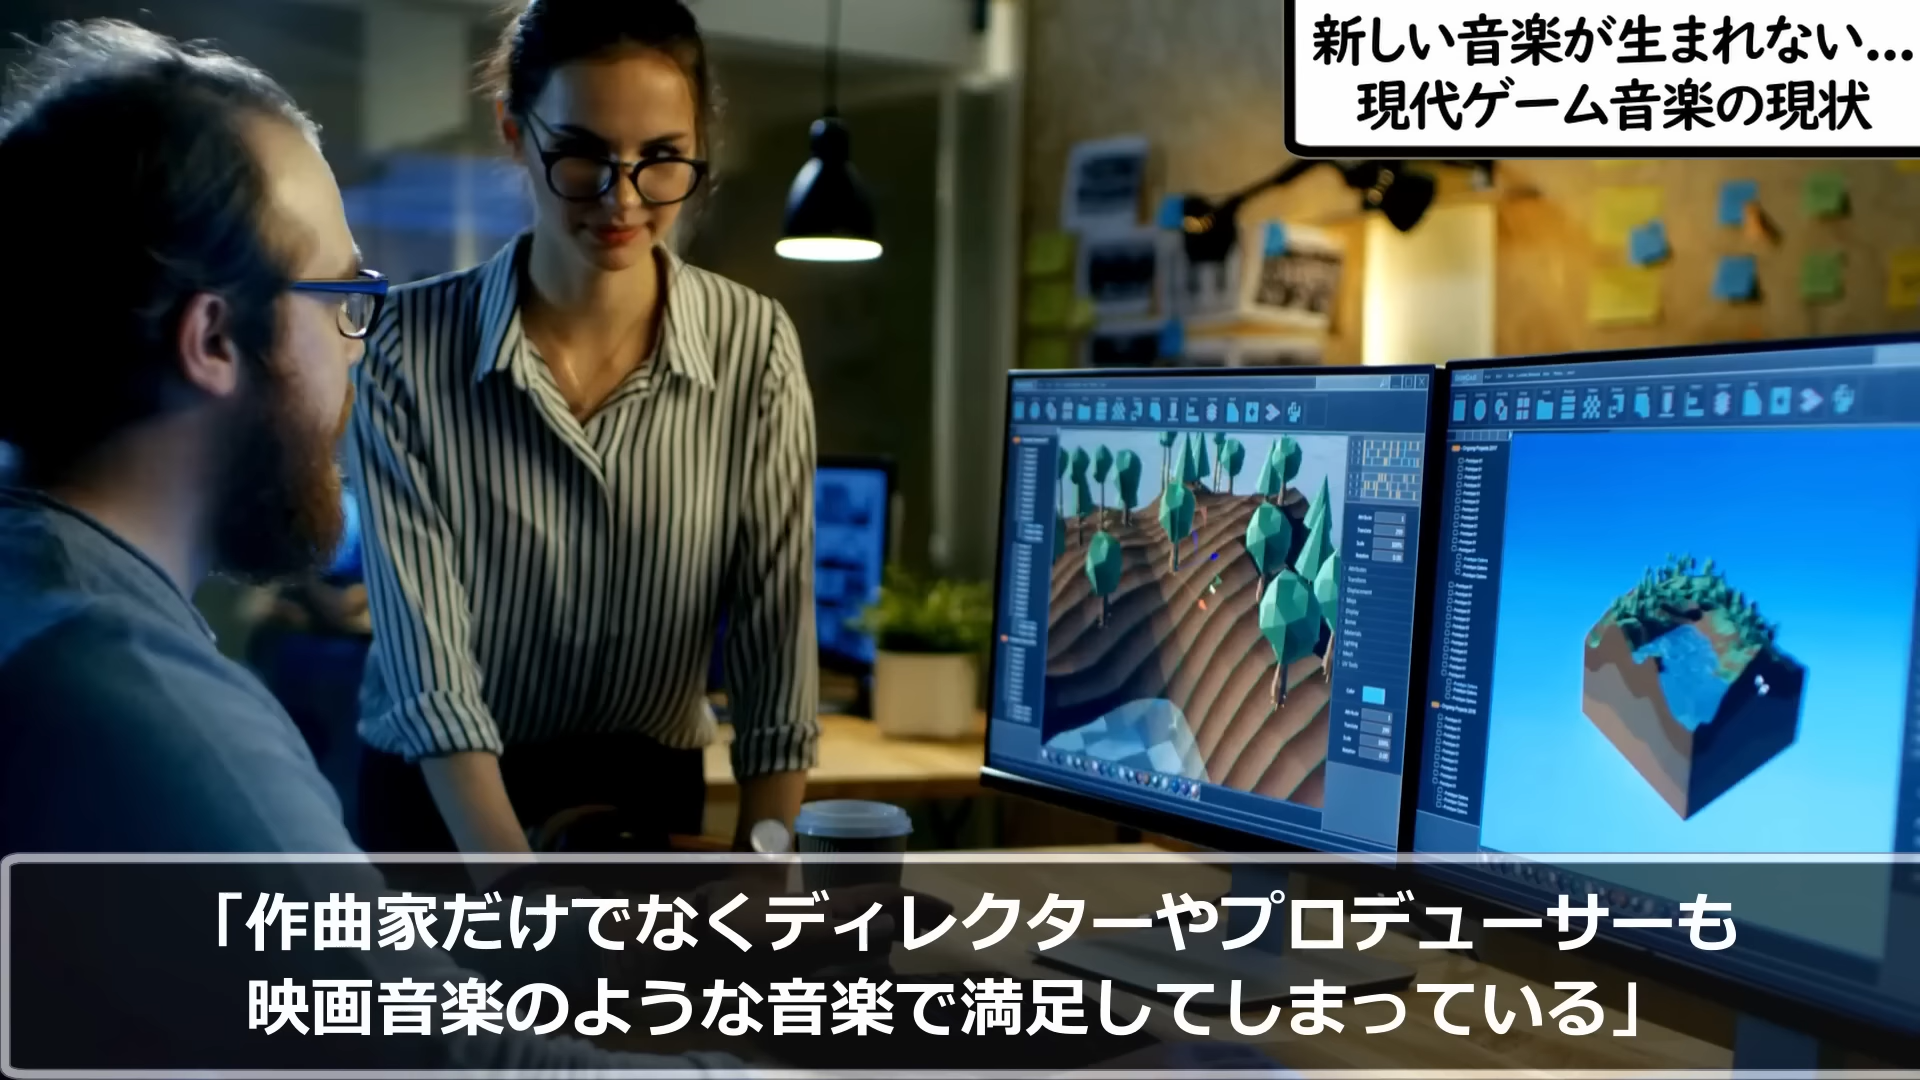 新しい音楽が生まれない...
現代ゲーム音楽の現状
「作曲家だけでなくディレクターやプロデューサーも
映画音楽のような音楽で満足してしまっている」